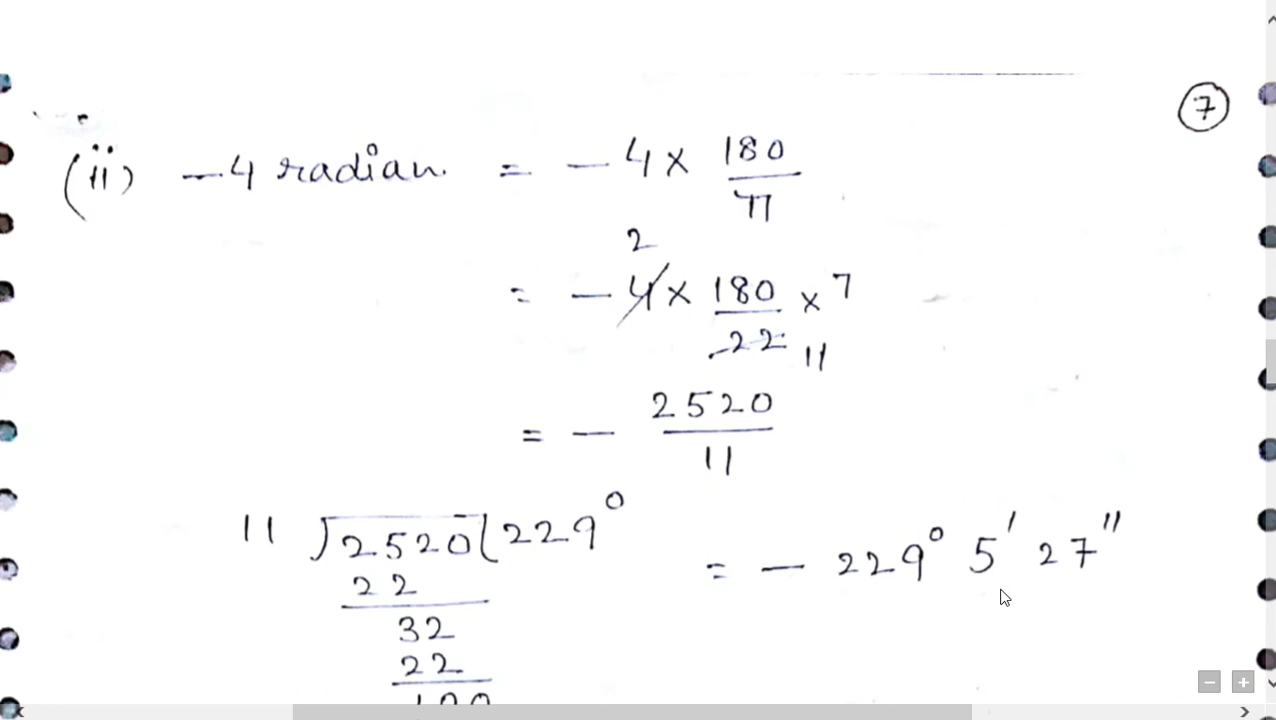 7
(ii) -4 radian. = - 4 × 180/π
2
= - 4 × 180/22 × 7
11
= - 2520/11
11 ) 2520 ( 229°
22
= - 229° 5' 27"
32
22
100